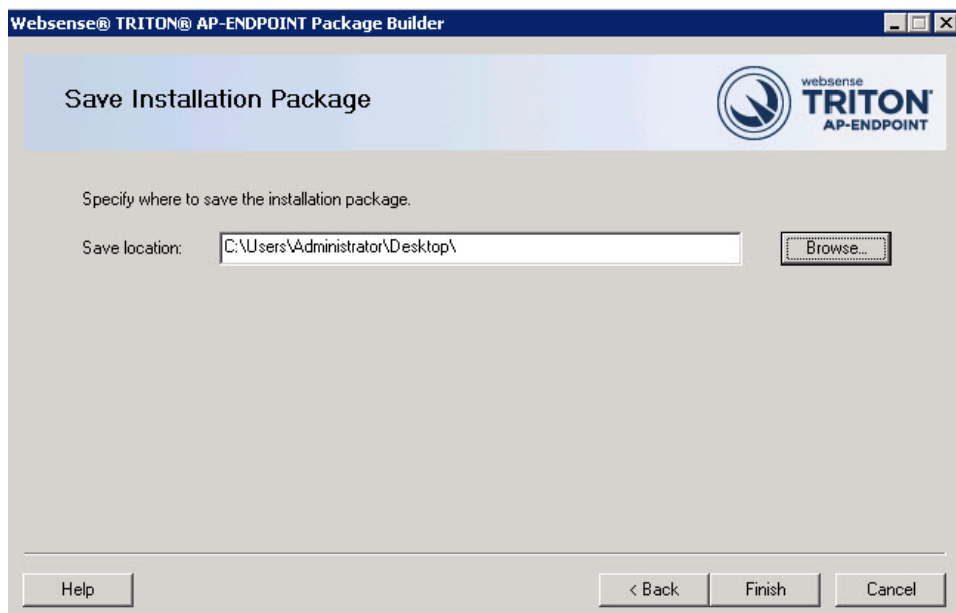 Websense® TRITON® AP-ENDPOINT Package Builder
Save Installation Package
websense
TRITON®
AP-ENDPOINT
Specify where to save the installation package.
Save location: C:\Users\Administrator\Desktop\ Browse...
Help < Back Finish Cancel